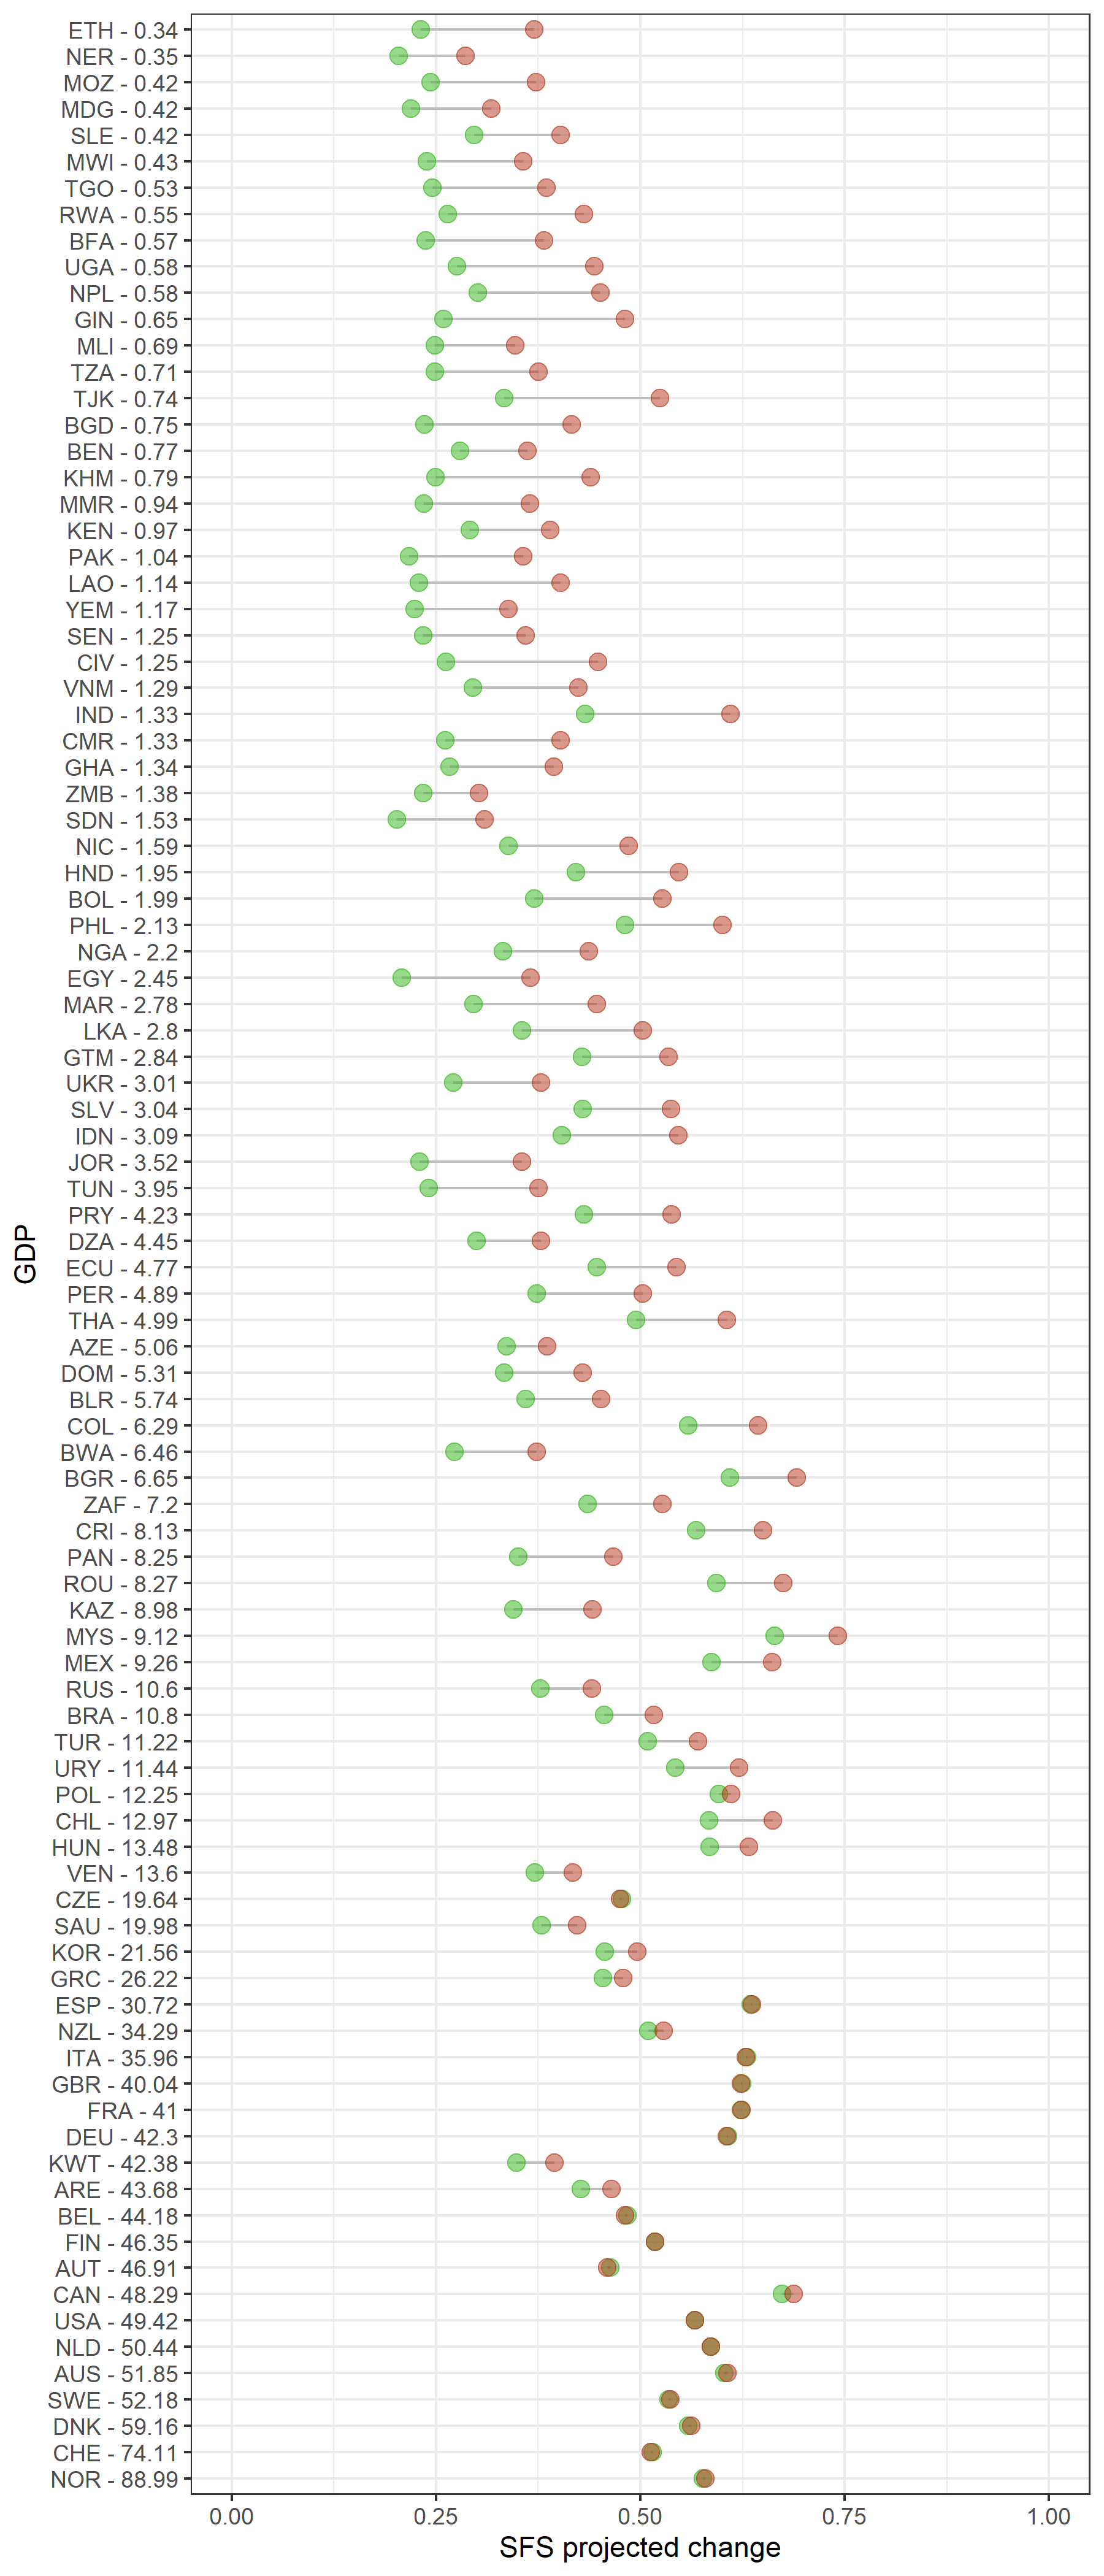 ETH - 0.34
NER - 0.35
MOZ - 0.42
MDG - 0.42
SLE - 0.42
MWI - 0.43
TGO - 0.53
RWA - 0.55
BFA - 0.57
UGA - 0.58
NPL - 0.58
GIN - 0.65
MLI - 0.69
TZA - 0.71
TJK - 0.74
BGD - 0.75
BEN - 0.77
KHM - 0.79
MMR - 0.94
KEN - 0.97
PAK - 1.04
LAO - 1.14
YEM - 1.17
SEN - 1.25
CIV - 1.25
VNM - 1.29
IND - 1.33
CMR - 1.33
GHA - 1.34
ZMB - 1.38
SDN - 1.53
NIC - 1.59
HND - 1.95
BOL - 1.99
PHL - 2.13
NGA - 2.2
EGY - 2.45
MAR - 2.78
LKA - 2.8
GTM - 2.84
UKR - 3.01
SLV - 3.04
IDN - 3.09
JOR - 3.52
TUN - 3.95
PRY - 4.23
DZA - 4.45
ECU - 4.77
PER - 4.89
THA - 4.99
AZE - 5.06
DOM - 5.31
BLR - 5.74
COL - 6.29
BWA - 6.46
BGR - 6.65
ZAF - 7.2
CRI - 8.13
PAN - 8.25
ROU - 8.27
KAZ - 8.98
MYS - 9.12
MEX - 9.26
RUS - 10.6
BRA - 10.8
TUR - 11.22
URY - 11.44
POL - 12.25
CHL - 12.97
HUN - 13.48
VEN - 13.6
CZE - 19.64
SAU - 19.98
KOR - 21.56
GRC - 26.22
ESP - 30.72
NZL - 34.29
ITA - 35.96
GBR - 40.04
FRA - 41
DEU - 42.3
KWT - 42.38
ARE - 43.68
BEL - 44.18
FIN - 46.35
AUT - 46.91
CAN - 48.29
USA - 49.42
NLD - 50.44
AUS - 51.85
SWE - 52.18
DNK - 59.16
CHE - 74.11
NOR - 88.99
GDP
0.00 0.25 0.50 0.75 1.00
SFS projected change